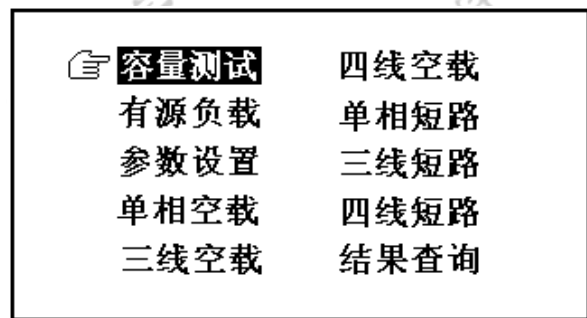 容量测试 四线空载
有源负载 单相短路
参数设置 三线短路
单相空载 四线短路
三线空载 结果查询